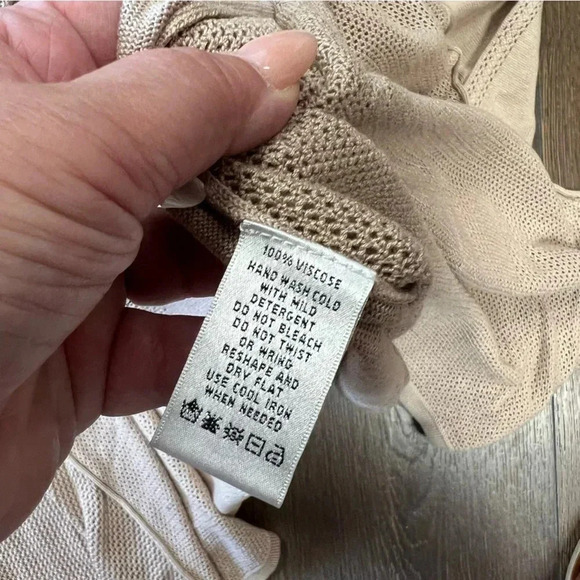 100% VISCOSE
HAND WASH COLD
WITH MILD
DETERGENT
DO NOT BLEACH
DO NOT TWIST
OR WRING
RESHAPE AND
DRY FLAT
USE COOL IRON
WHEN NEEDED